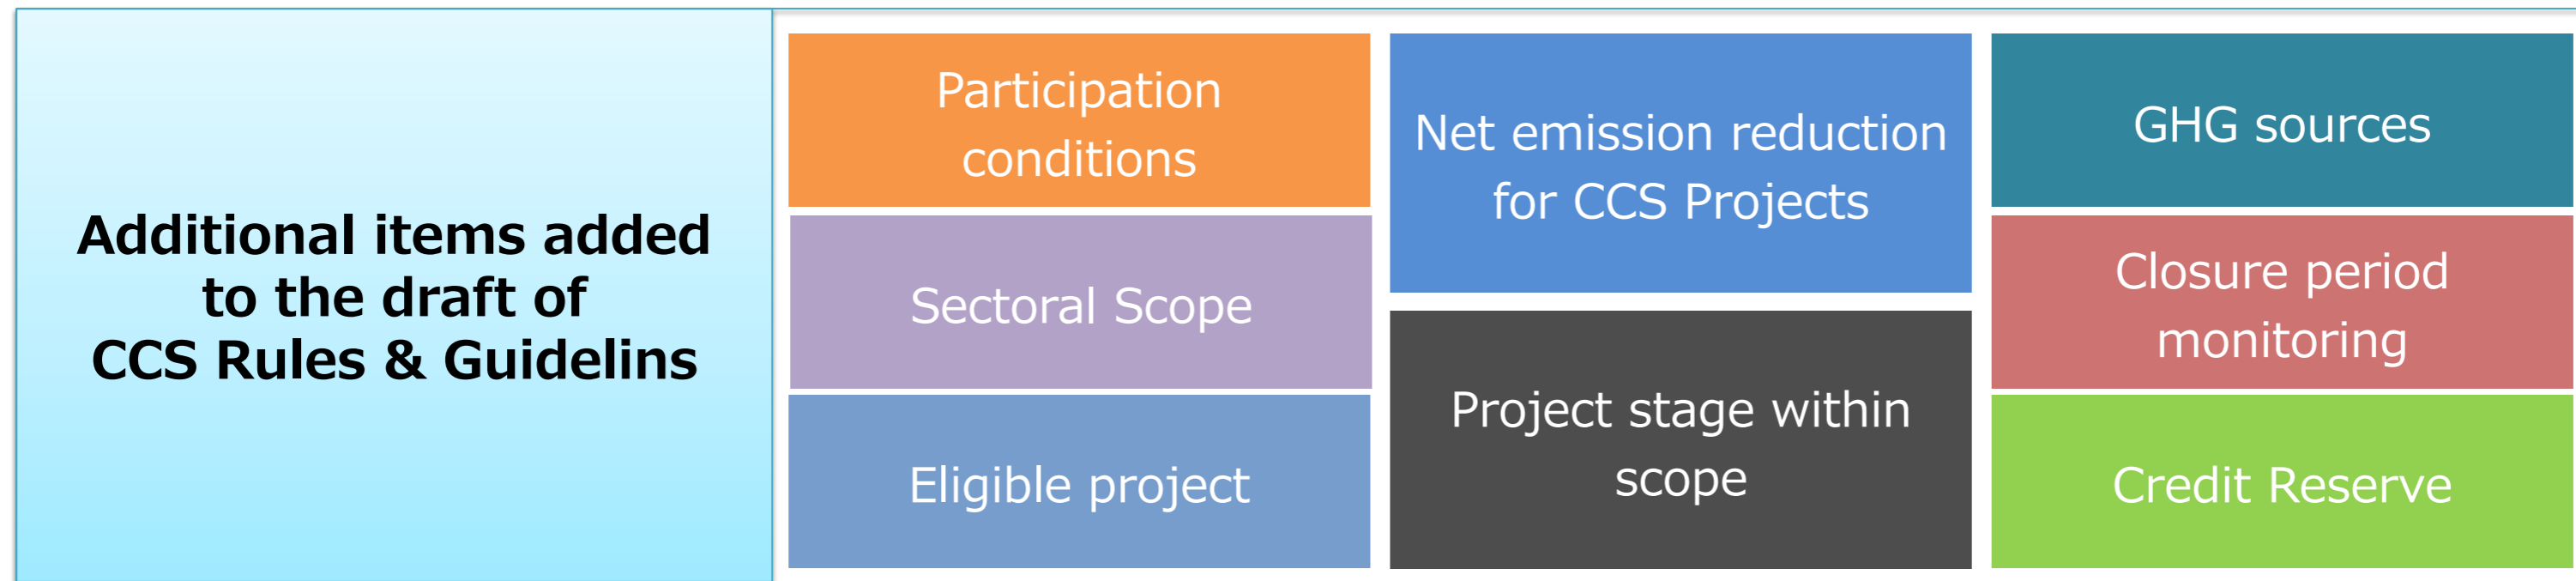 Additional items added
to the draft of
CCS Rules & Guidelins
Participation
conditions
Sectoral Scope
Eligible project
Net emission reduction
for CCS Projects
Project stage within
scope
GHG sources
Closure period
monitoring
Credit Reserve